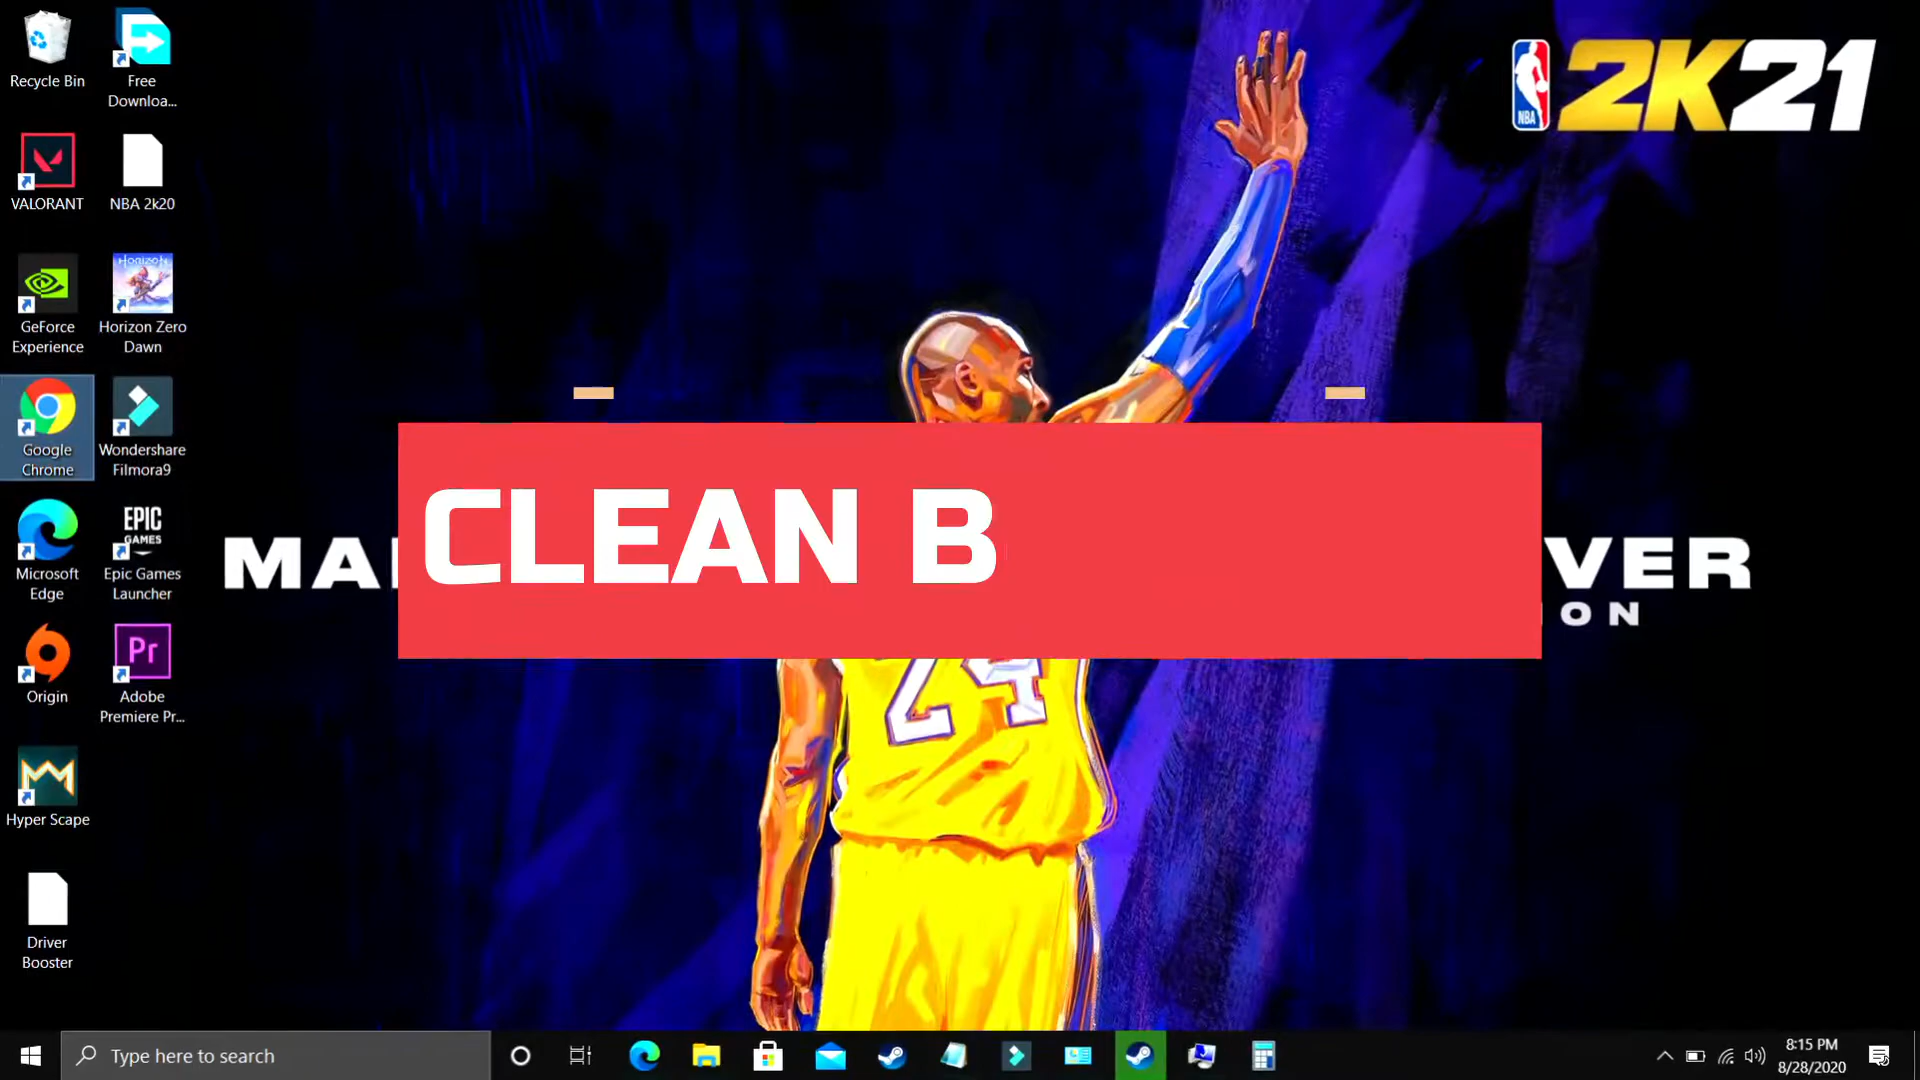 Recycle Bin
Free
Downloa...
VALORANT
NBA 2k20
GeForce
Experience
HORIZON
Horizon Zero
Dawn
Google
Chrome
Wondershare
Filmora9
Microsoft
Edge
EPIC
GAMES
Epic Games
Launcher
Origin
Pr
Adobe
Premiere Pr...
Hyper Scape
Driver
Booster
NBA
2K21
CLEAN B
MA
VER
ON
24
Type here to search
8:15 PM
8/28/2020